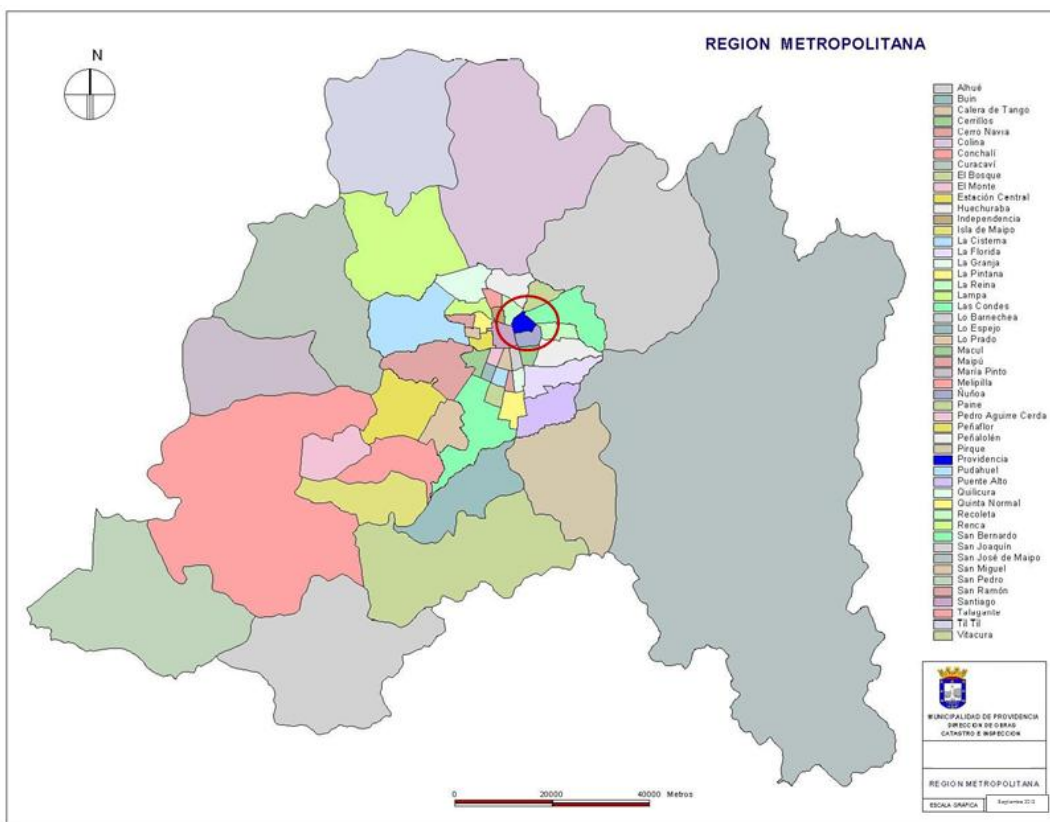 REGION METROPOLITANA
N
Alhué
Buin
Calera de Tango
Cerrillos
Cerro Navia
Colina
Conchalí
Curacaví
El Bosque
El Monte
Estación Central
Huechuraba
Independencia
Isla de Maipo
La Cisterna
La Florida
La Granja
La Pintana
La Reina
Lampa
Las Condes
Lo Barnechea
Lo Espejo
Lo Prado
Macul
Maipú
María Pinto
Melipilla
Ñuñoa
Paine
Pedro Aguirre Cerda
Peñaflor
Peñalolén
Pirque
Providencia
Pudahuel
Puente Alto
Quilicura
Quinta Normal
Recoleta
Renca
San Bernardo
San Joaquín
San José de Maipo
San Miguel
San Pedro
San Ramón
Santiago
Talagante
Til Til
Vitacura
MUNICIPALIDAD DE PROVIDENCIA
DIRECCION DE OBRAS
CATASTRO E INSPECCION
REGION METROPOLITANA
ESCALA GRAFICA
0 20000 40000 Metros